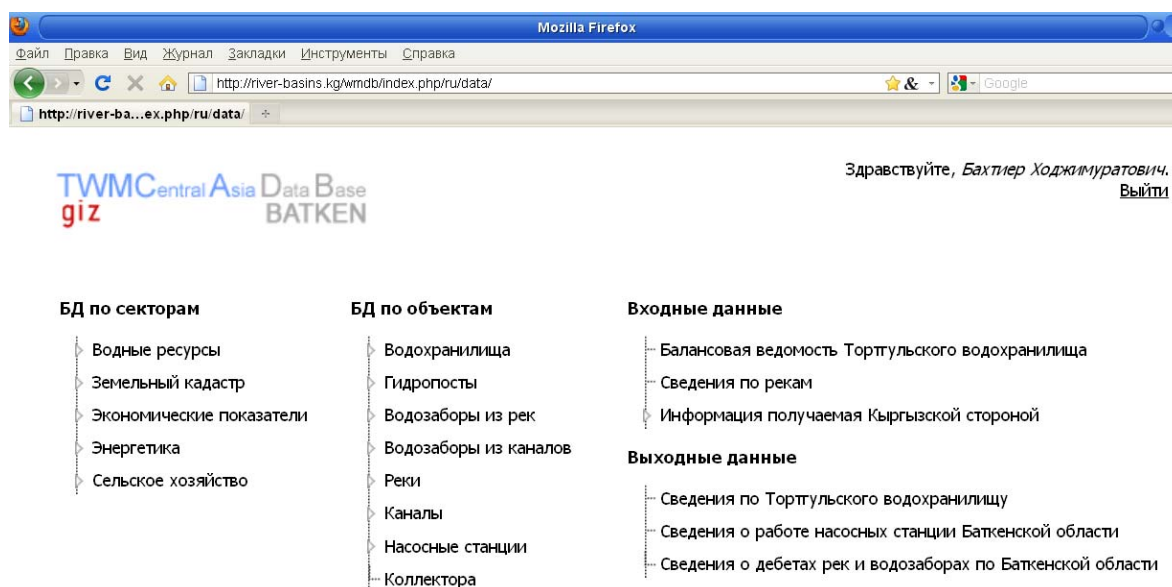 Mozilla Firefox
Файл Правка Вид Журнал Закладки Инструменты Справка
http://river-basins.kg/wmdb/index.php/ru/data/
& Google
http://river-ba...ex.php/ru/data/
Здравствуйте, Бахтиер Ходжимуратович.
Выйти
TWMCentral Asia Data Base
giz BATKEN
БД по секторам
Водные ресурсы
Земельный кадастр
Экономические показатели
Энергетика
Сельское хозяйство
БД по объектам
Водохранилища
Гидропосты
Водозаборы из рек
Водозаборы из каналов
Реки
Каналы
Насосные станции
Коллектора
Входные данные
Балансовая ведомость Тортгульского водохранилища
Сведения по рекам
Информация получаемая Кыргызской стороной
Выходные данные
Сведения по Тортгульского водохранилищу
Сведения о работе насосных станции Баткенской области
Сведения о дебетах рек и водозаборах по Баткенской области